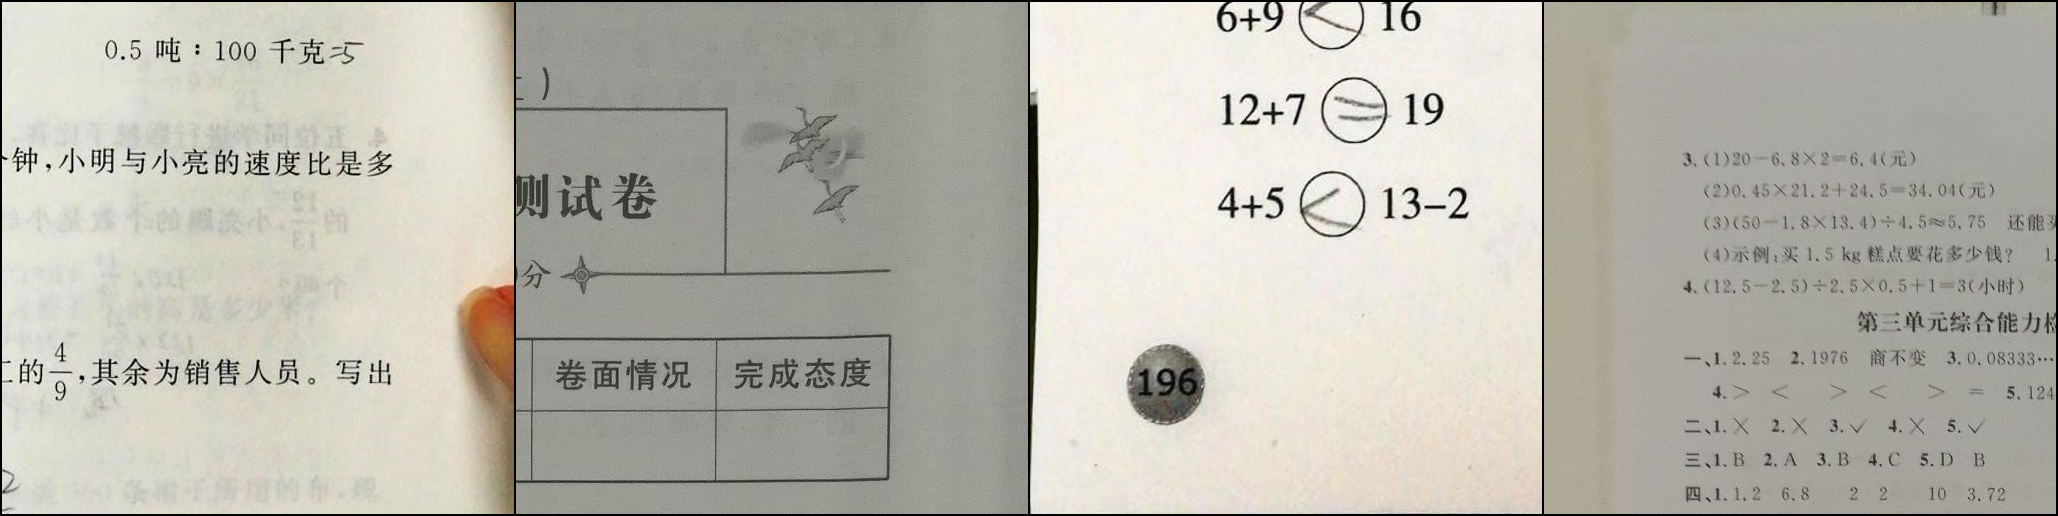 0.5 吨：100 千克=5
钟，小明与小亮的速度比是多
的4/9，其余为销售人员。写出
)
测试卷
分
卷面情况 完成态度
6+9 < 16
12+7 = 19
4+5 < 13−2
196
3. (1)20−6.8×2=6.4(元)
(2)0.45×21.2+24.5=34.04(元)
(3)(50−1.8×13.4)÷4.5≈5.75 还能
(4)示例：买 1.5 kg 糕点要花多少钱？ 1.
4. (12.5−2.5)÷2.5×0.5+1=3(小时)
第三单元综合能力
一、1. 2.25 2. 1976 商不变 3. 0.08333…
4. > < > < > = 5. 124
二、1. × 2. × 3. ✓ 4. × 5. ✓
三、1. B 2. A 3. B 4. C 5. D B
四、1. 1.2 6.8 2 2 10 3.72